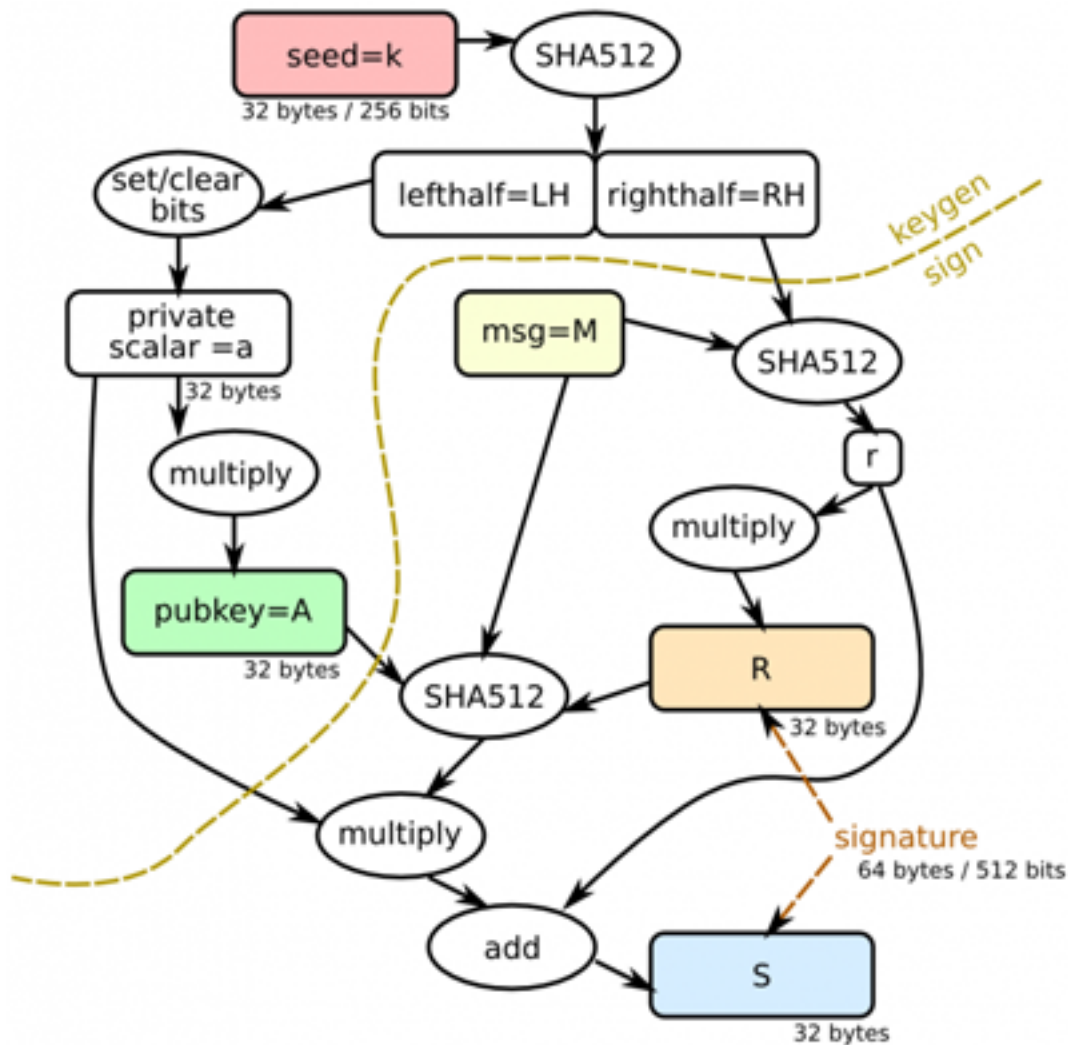 seed=k
SHA512
32 bytes / 256 bits
set/clear
bits
lefthalf=LH
righthalf=RH
keygen
sign
private
scalar =a
msg=M
SHA512
32 bytes
r
multiply
multiply
pubkey=A
32 bytes
SHA512
R
32 bytes
multiply
signature
64 bytes / 512 bits
add
S
32 bytes